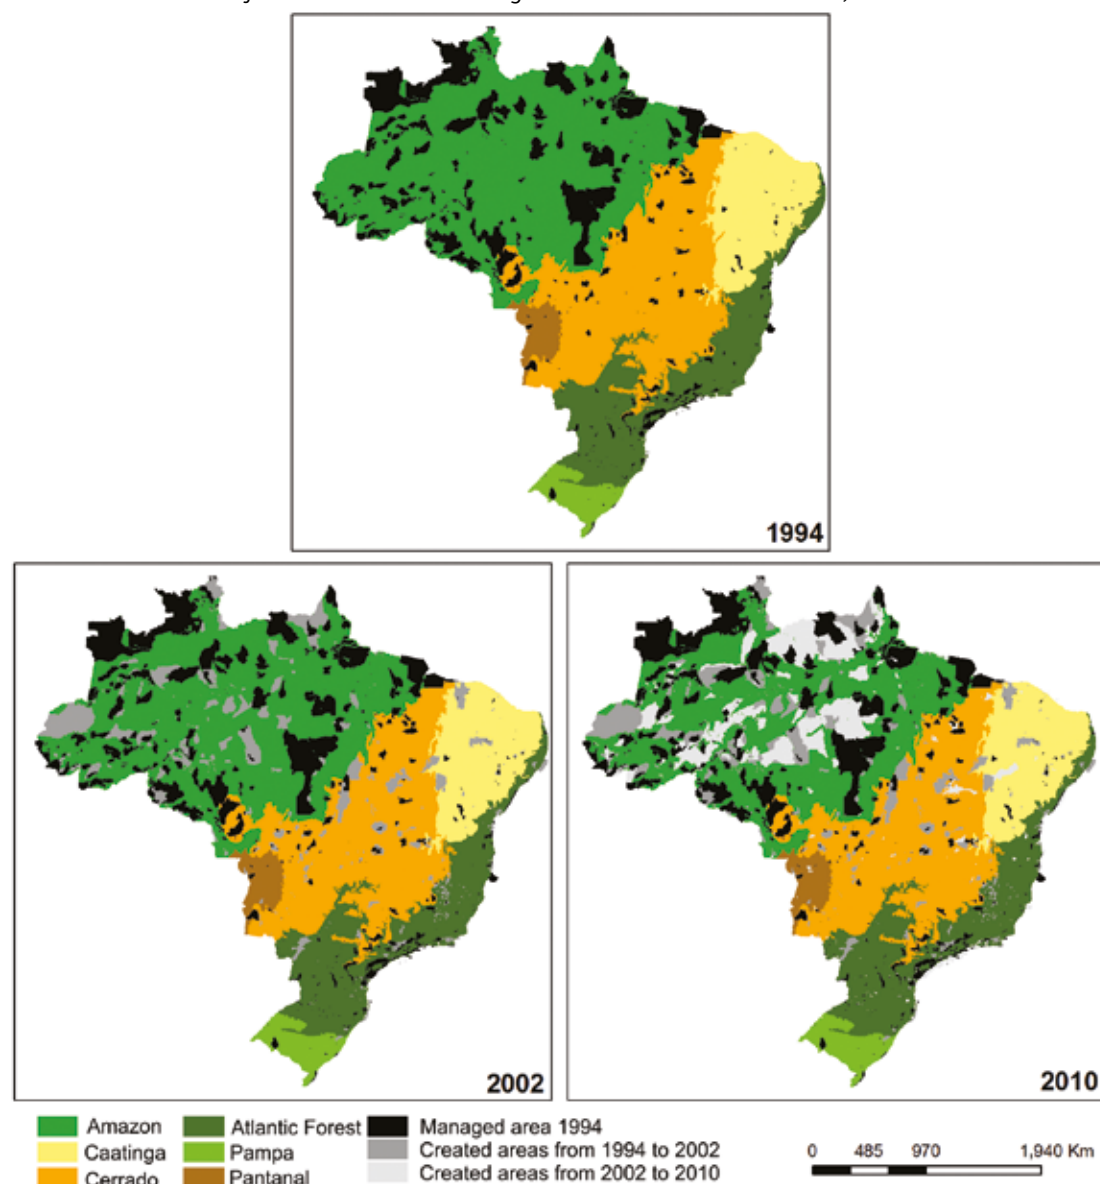 1994
2002
2010
Amazon
Atlantic Forest
Managed area 1994
Caatinga
Pampa
Created areas from 1994 to 2002
Cerrado
Pantanal
Created areas from 2002 to 2010
0 485 970 1,940 Km